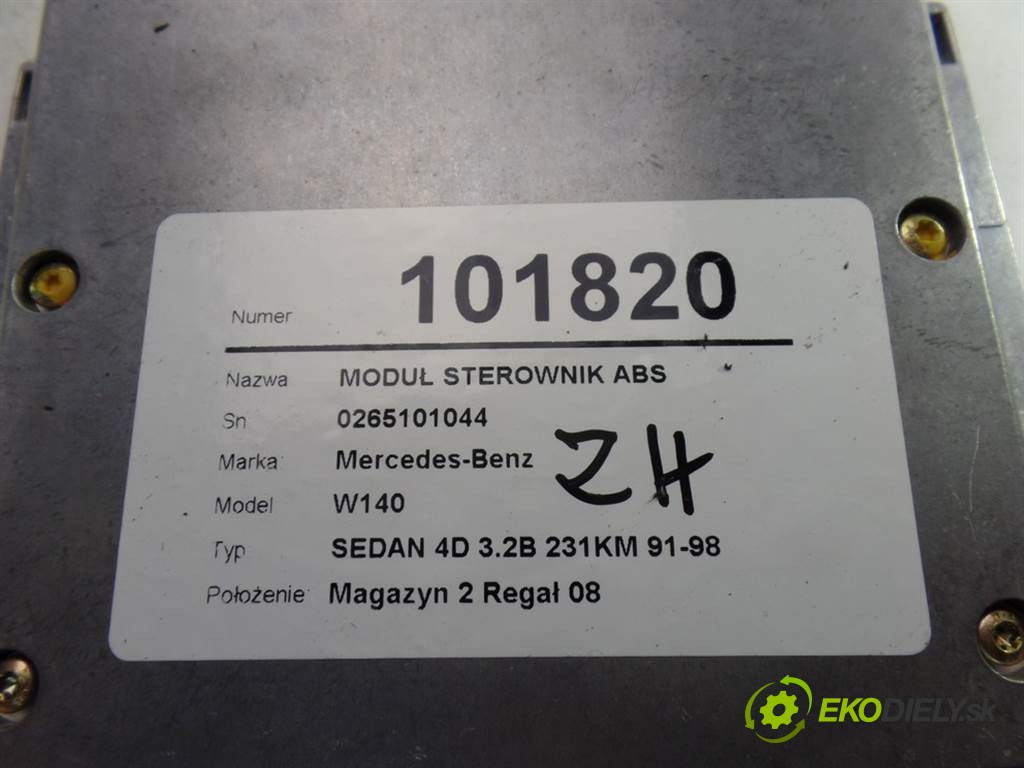 Numer 101820
Nazwa MODUŁ STEROWNIK ABS
Sn 0265101044
Marka Mercedes-Benz
ZH
Model W140
Typ SEDAN 4D 3.2B 231KM 91-98
Położenie: Magazyn 2 Regał 08
EKODIELY.sk